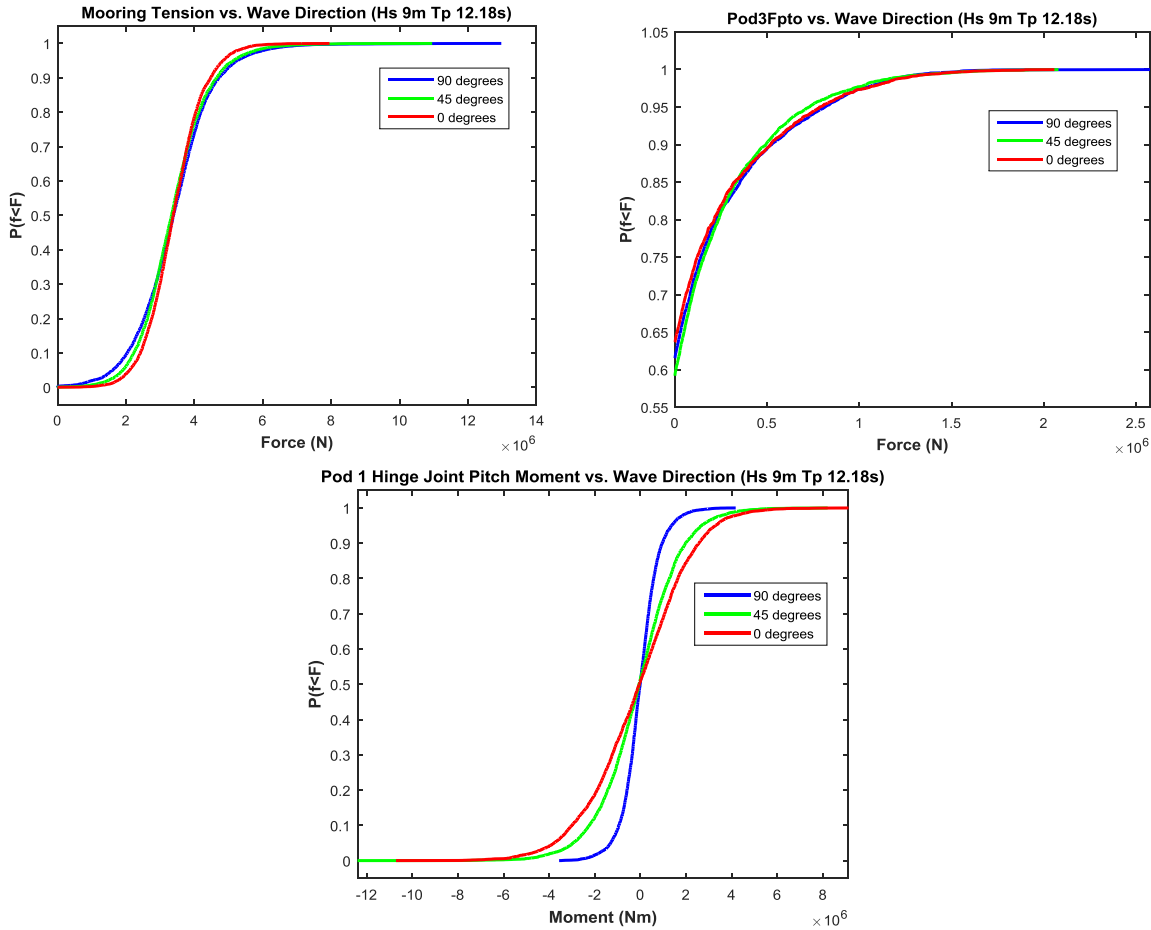 Mooring Tension vs. Wave Direction (Hs 9m Tp 12.18s)
P(f<F)
1
0.9
0.8
0.7
0.6
0.5
0.4
0.3
0.2
0.1
0
90 degrees
45 degrees
0 degrees
0 2 4 6 8 10 12 14
Force (N)
×10^6
Pod3Fpto vs. Wave Direction (Hs 9m Tp 12.18s)
P(f<F)
1.05
1
0.95
0.9
0.85
0.8
0.75
0.7
0.65
0.6
0.55
90 degrees
45 degrees
0 degrees
0 0.5 1 1.5 2 2.5
Force (N)
×10^6
Pod 1 Hinge Joint Pitch Moment vs. Wave Direction (Hs 9m Tp 12.18s)
P(f<F)
1
0.9
0.8
0.7
0.6
0.5
0.4
0.3
0.2
0.1
0
90 degrees
45 degrees
0 degrees
-12 -10 -8 -6 -4 -2 0 2 4 6 8
Moment (Nm)
×10^6